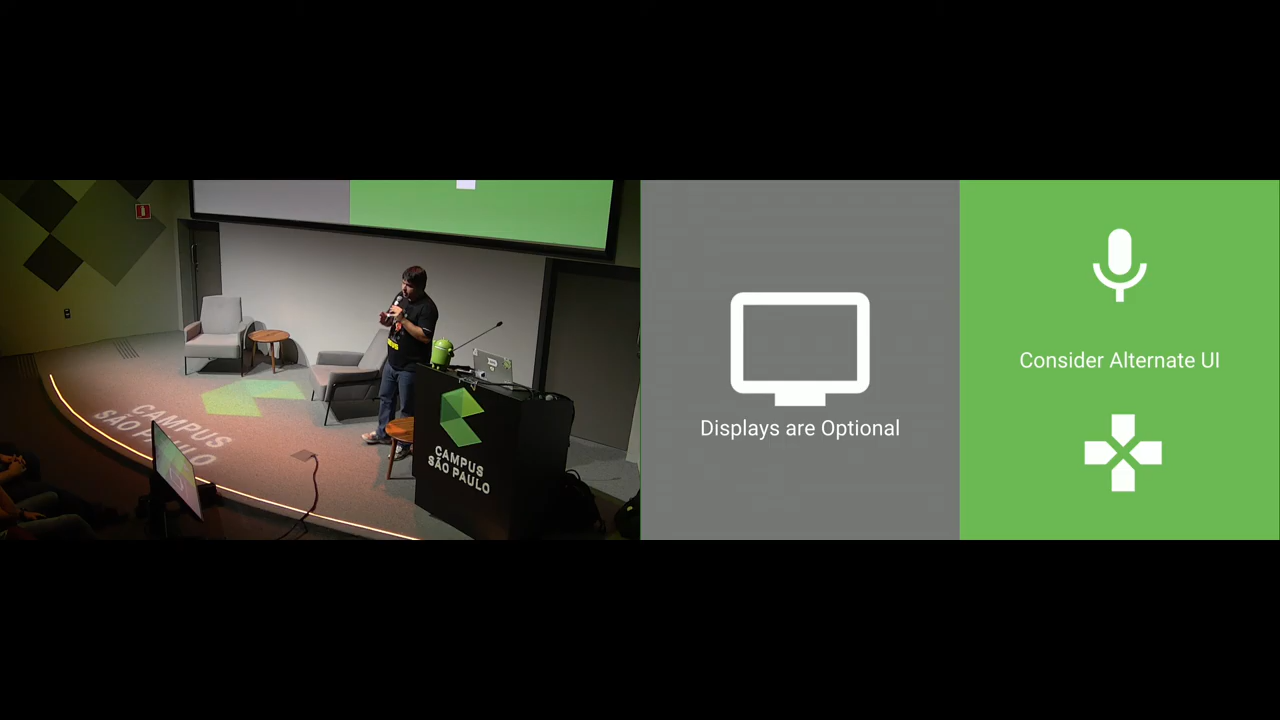 CAMPUS
SÃO PAULO
CAMPUS
SÃO PAULO
Displays are Optional
Consider Alternate UI